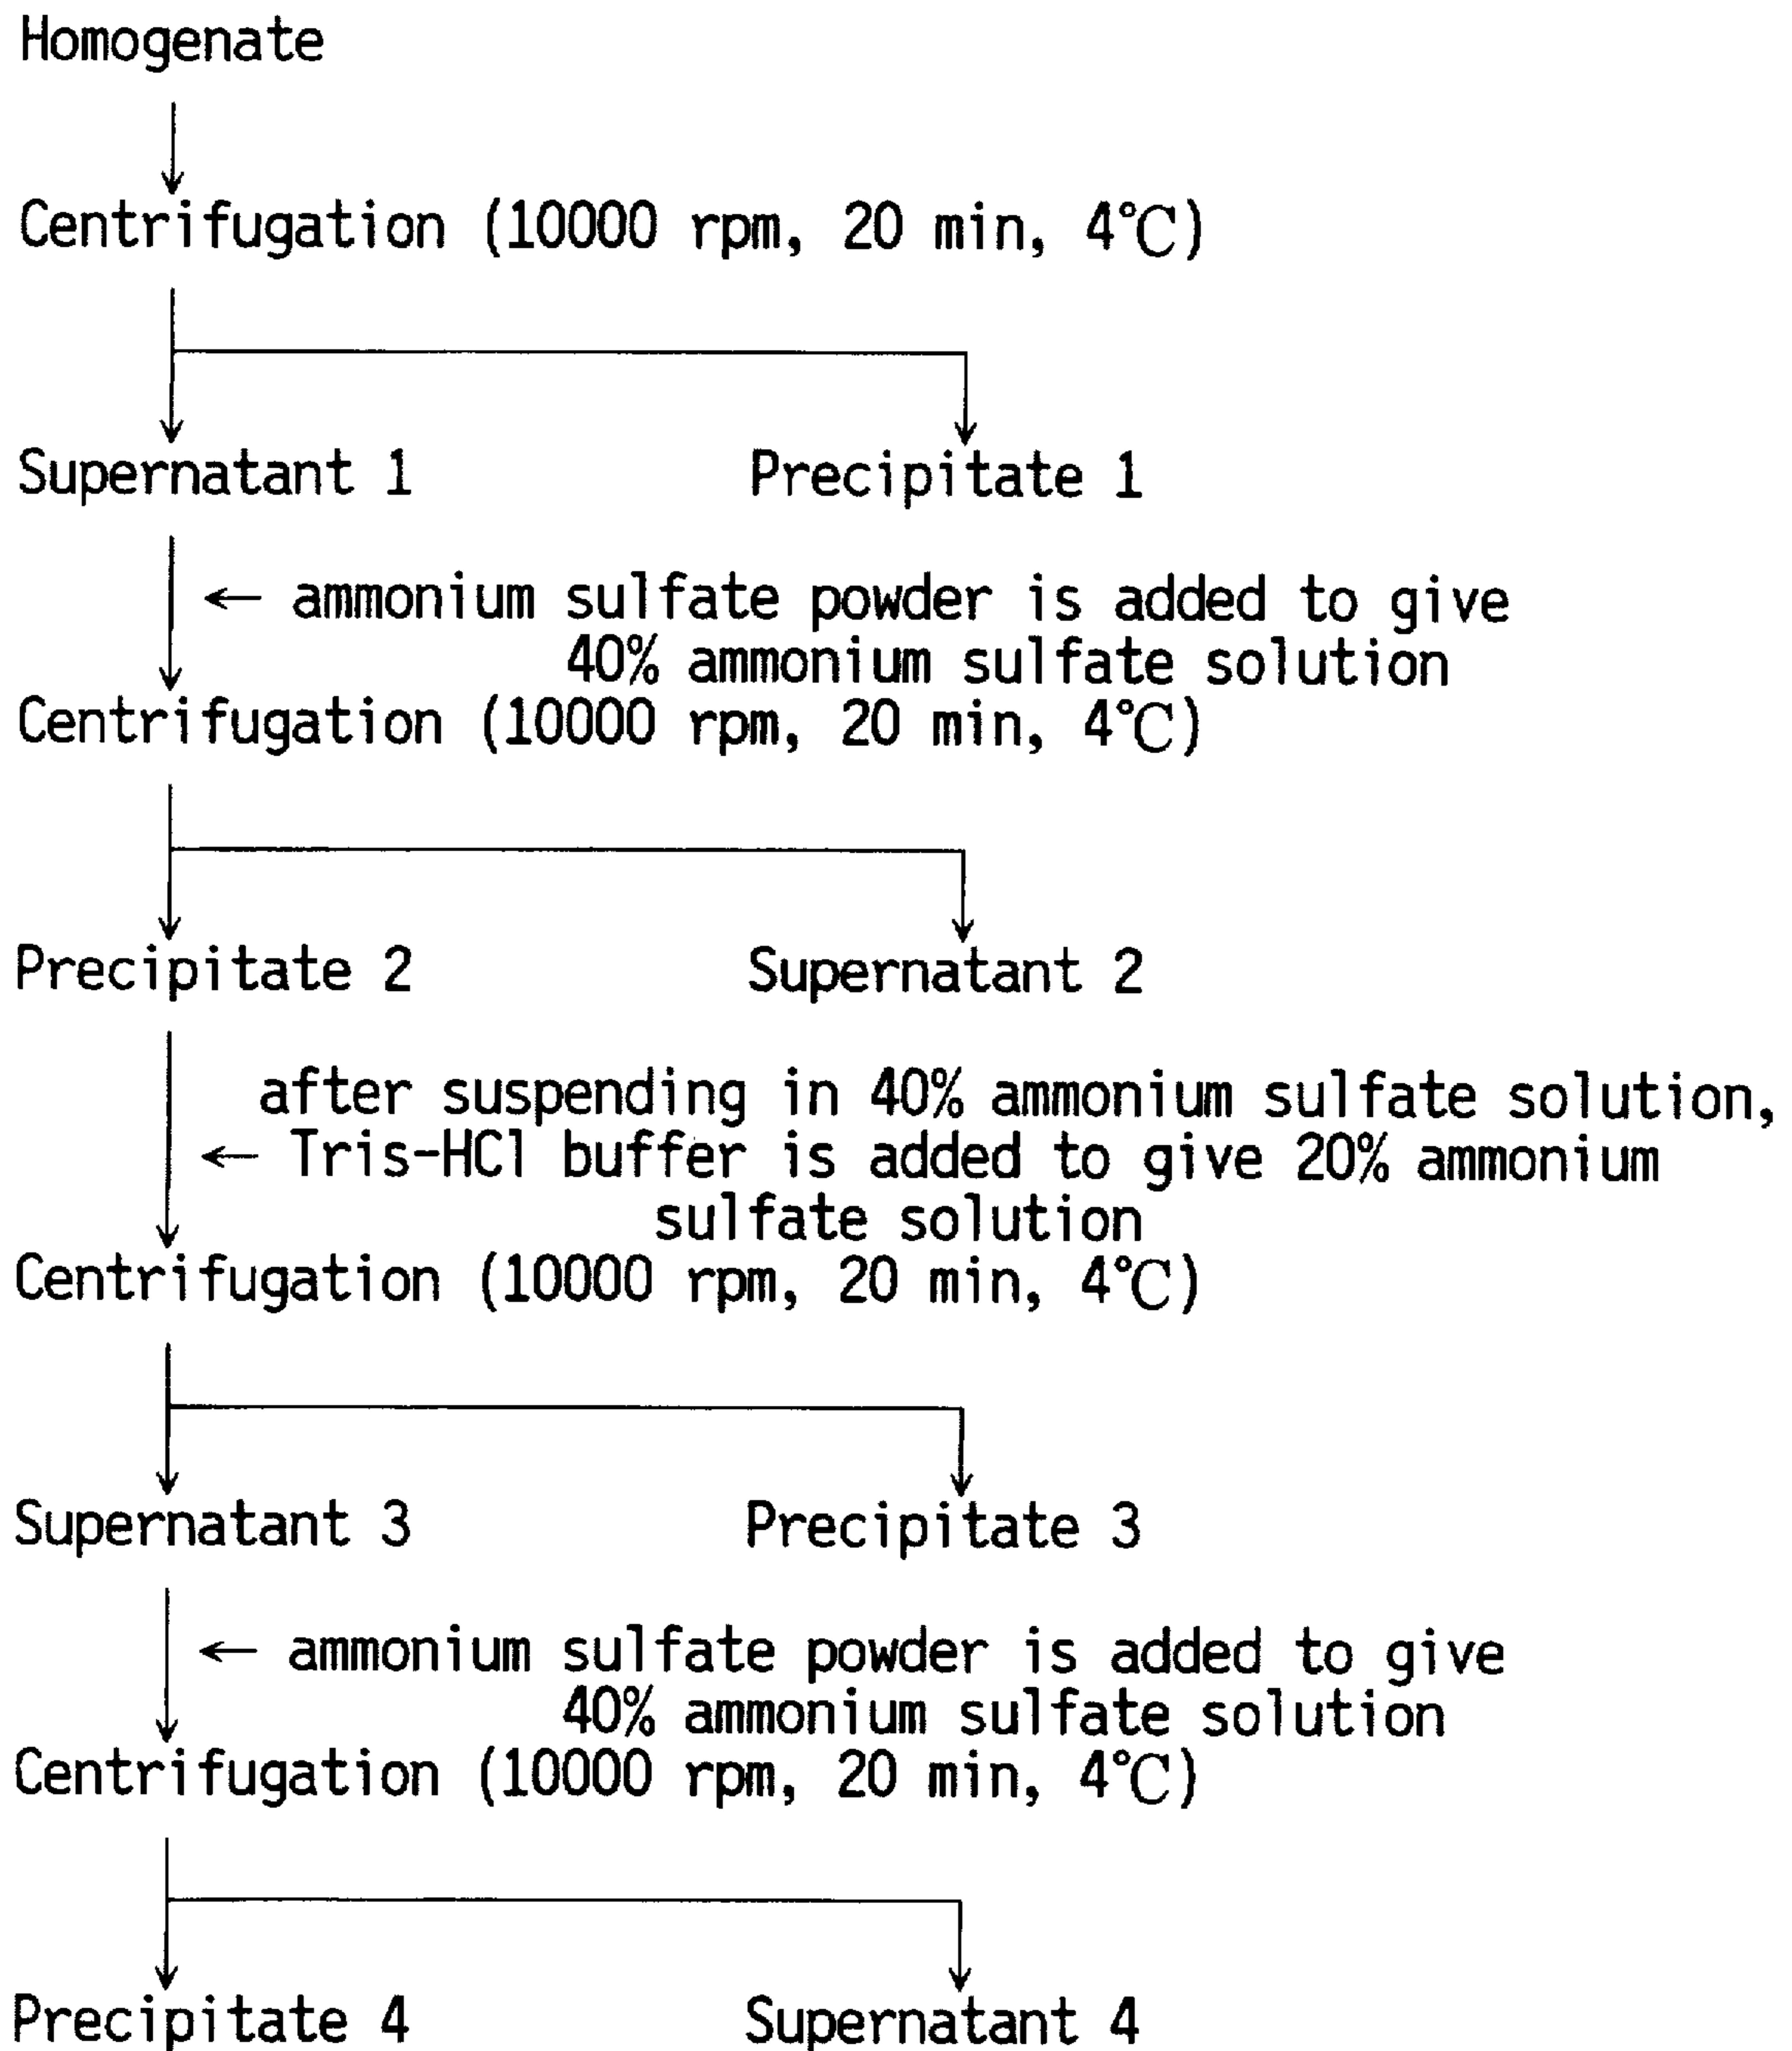 Homogenate
Centrifugation (10000 rpm, 20 min, 4℃)
Supernatant 1 Precipitate 1
← ammonium sulfate powder is added to give
40% ammonium sulfate solution
Centrifugation (10000 rpm, 20 min, 4℃)
Precipitate 2 Supernatant 2
after suspending in 40% ammonium sulfate solution,
← Tris-HCl buffer is added to give 20% ammonium
sulfate solution
Centrifugation (10000 rpm, 20 min, 4℃)
Supernatant 3 Precipitate 3
← ammonium sulfate powder is added to give
40% ammonium sulfate solution
Centrifugation (10000 rpm, 20 min, 4℃)
Precipitate 4 Supernatant 4